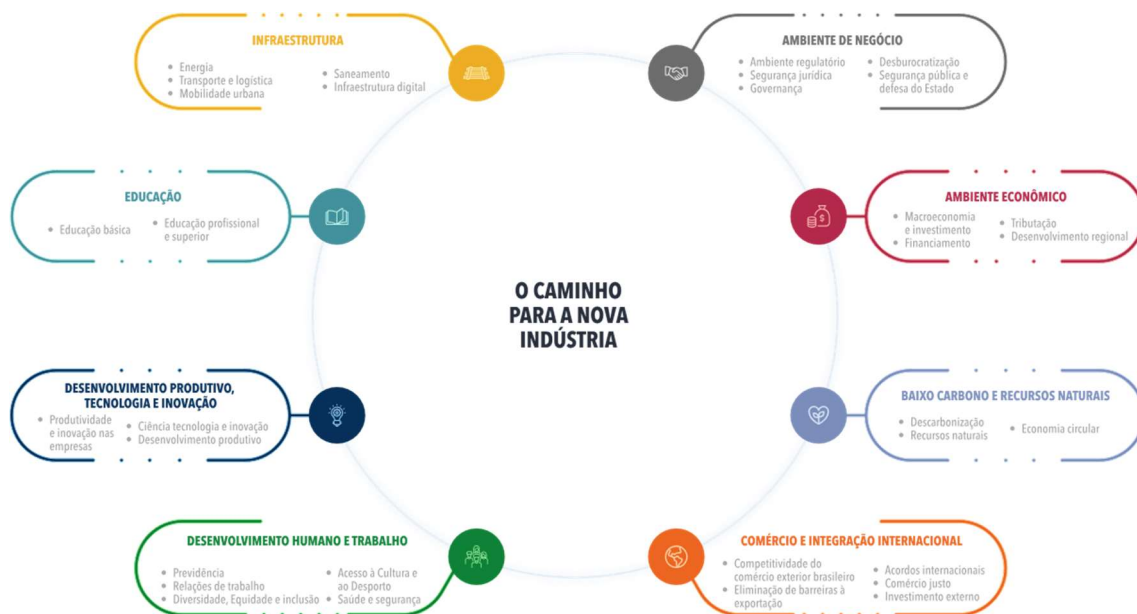 INFRAESTRUTURA
• Energia
• Transporte e logística
• Mobilidade urbana
• Saneamento
• Infraestrutura digital
AMBIENTE DE NEGÓCIO
• Ambiente regulatório
• Segurança jurídica
• Governança
• Desburocratização
• Segurança pública e
defesa do Estado
EDUCAÇÃO
• Educação básica
• Educação profissional
e superior
AMBIENTE ECONÔMICO
• Macroeconomia
e investimento
• Financiamento
• Tributação
• Desenvolvimento regional
O CAMINHO
PARA A NOVA
INDÚSTRIA
DESENVOLVIMENTO PRODUTIVO,
TECNOLOGIA E INOVAÇÃO
• Produtividade
e inovação nas
empresas
• Ciência tecnologia e inovação
• Desenvolvimento produtivo
BAIXO CARBONO E RECURSOS NATURAIS
• Descarbonização
• Recursos naturais
• Economia circular
DESENVOLVIMENTO HUMANO E TRABALHO
• Previdência
• Relações de trabalho
• Diversidade, Equidade e inclusão
• Acesso à Cultura e
ao Desporto
• Saúde e segurança
COMÉRCIO E INTEGRAÇÃO INTERNACIONAL
• Competitividade do
comércio exterior brasileiro
• Eliminação de barreiras à
exportação
• Acordos internacionais
• Comércio justo
• Investimento externo